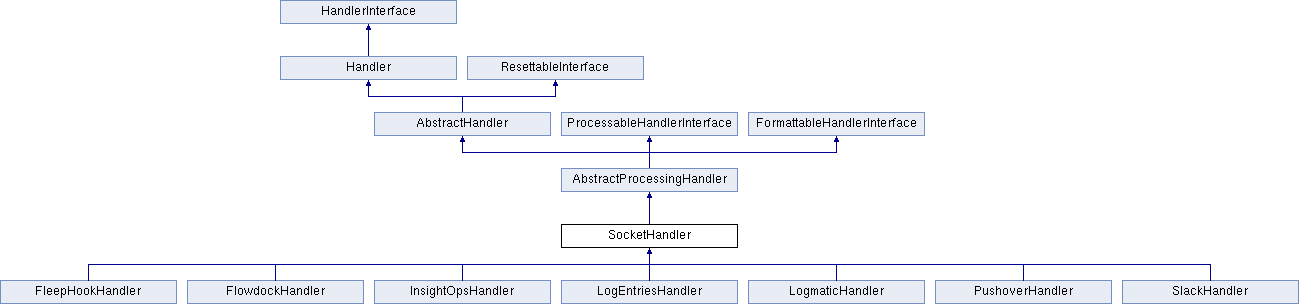 HandlerInterface
Handler
ResettableInterface
AbstractHandler
ProcessableHandlerInterface
FormattableHandlerInterface
AbstractProcessingHandler
SocketHandler
FleepHookHandler
FlowdockHandler
InsightOpsHandler
LogEntriesHandler
LogmaticHandler
PushoverHandler
SlackHandler